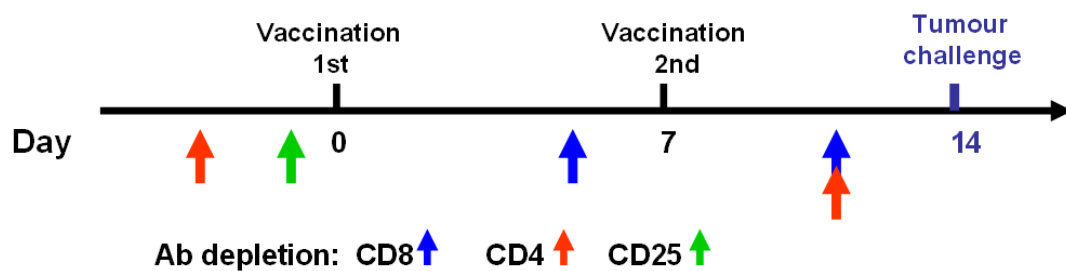 Vaccination
1st
Vaccination
2nd
Tumour
challenge
Day
0
7
14
Ab depletion: CD8 CD4 CD25